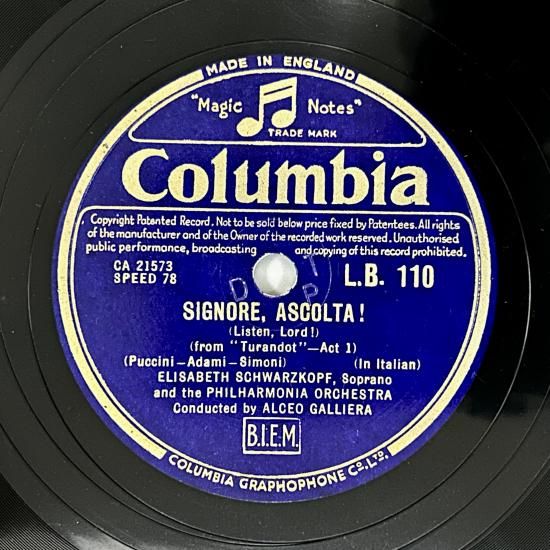 MADE IN ENGLAND
"Magic Notes"
TRADE MARK
Columbia
Copyright Patented Record. Not to be sold below price fixed by Patentees. All rights
of the manufacturer and of the Owner of the recorded work reserved. Unauthorised
public performance, broadcasting and copying of this record prohibited.
CA 21573
SPEED 78
L.B. 110
D TP
SIGNORE, ASCOLTA!
(Listen, Lord!)
(from "Turandot"—Act 1)
(Puccini-Adami-Simoni) (In Italian)
ELISABETH SCHWARZKOPF, Soprano
and the PHILHARMONIA ORCHESTRA
Conducted by ALCEO GALLIERA
B.I.E.M.
COLUMBIA GRAPHOPHONE CO. LTD.